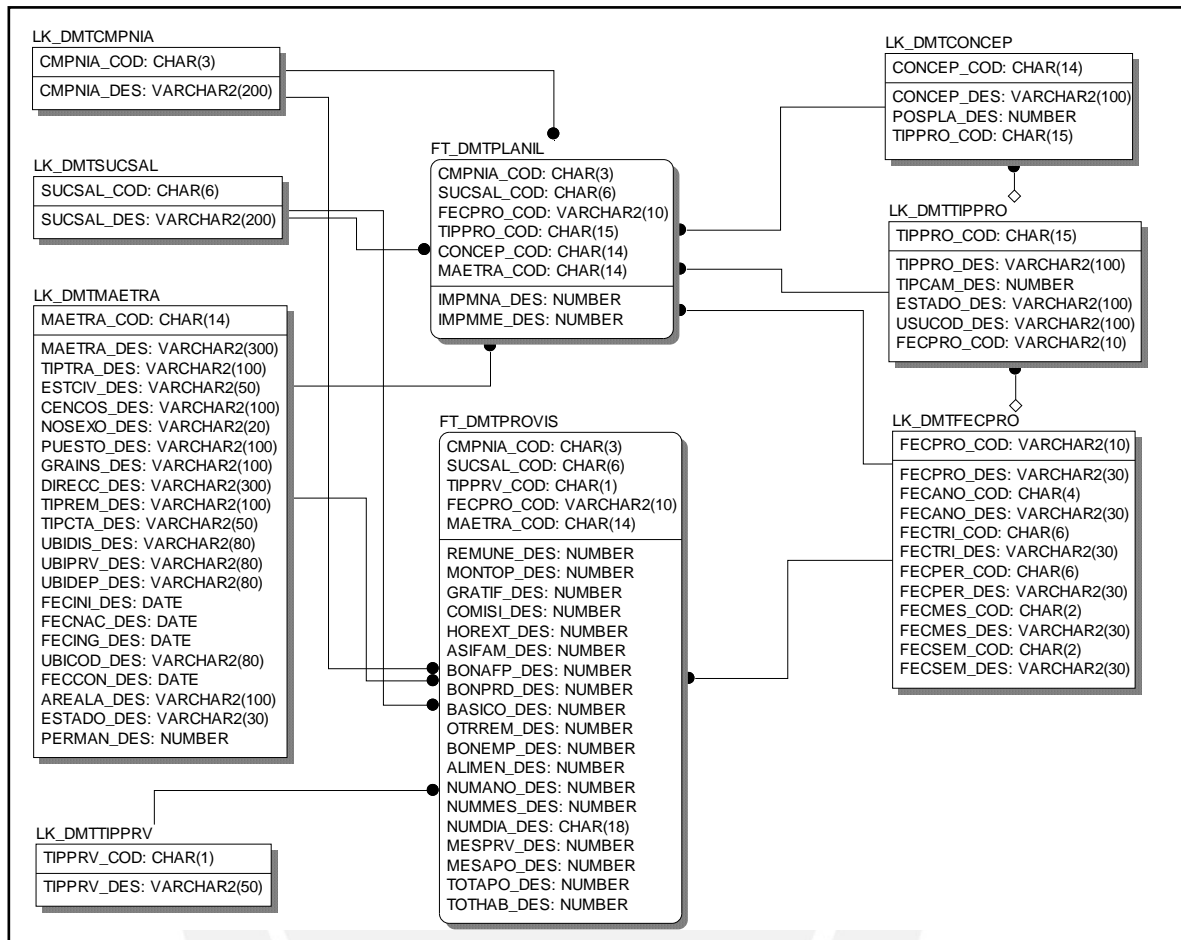 LK_DMTCMPNIA
CMPNIA_COD: CHAR(3)
CMPNIA_DES: VARCHAR2(200)
LK_DMTSUCSAL
SUCSAL_COD: CHAR(6)
SUCSAL_DES: VARCHAR2(200)
LK_DMTMAETRA
MAETRA_COD: CHAR(14)
MAETRA_DES: VARCHAR2(300)
TIPTRA_DES: VARCHAR2(100)
ESTCIV_DES: VARCHAR2(50)
CENCOS_DES: VARCHAR2(100)
NOSEXO_DES: VARCHAR2(20)
PUESTO_DES: VARCHAR2(100)
GRAINS_DES: VARCHAR2(100)
DIRECC_DES: VARCHAR2(300)
TIPREM_DES: VARCHAR2(100)
TIPCTA_DES: VARCHAR2(50)
UBIDIS_DES: VARCHAR2(80)
UBIPRV_DES: VARCHAR2(80)
UBIDEP_DES: VARCHAR2(80)
FECINI_DES: DATE
FECNAC_DES: DATE
FECING_DES: DATE
UBICOD_DES: VARCHAR2(80)
FECCON_DES: DATE
AREALA_DES: VARCHAR2(100)
ESTADO_DES: VARCHAR2(30)
PERMAN_DES: NUMBER
LK_DMTTIPPRV
TIPPRV_COD: CHAR(1)
TIPPRV_DES: VARCHAR2(50)
FT_DMTPLANIL
CMPNIA_COD: CHAR(3)
SUCSAL_COD: CHAR(6)
FECPRO_COD: VARCHAR2(10)
TIPPRO_COD: CHAR(15)
CONCEP_COD: CHAR(14)
MAETRA_COD: CHAR(14)
IMPMNA_DES: NUMBER
IMPMME_DES: NUMBER
FT_DMTPROVIS
CMPNIA_COD: CHAR(3)
SUCSAL_COD: CHAR(6)
TIPPRV_COD: CHAR(1)
FECPRO_COD: VARCHAR2(10)
MAETRA_COD: CHAR(14)
REMUNE_DES: NUMBER
MONTOP_DES: NUMBER
GRATIF_DES: NUMBER
COMISI_DES: NUMBER
HOREXT_DES: NUMBER
ASIFAM_DES: NUMBER
BONAFP_DES: NUMBER
BONPRD_DES: NUMBER
BASICO_DES: NUMBER
OTRREM_DES: NUMBER
BONEMP_DES: NUMBER
ALIMEN_DES: NUMBER
NUMANO_DES: NUMBER
NUMMES_DES: NUMBER
NUMDIA_DES: CHAR(18)
MESPRV_DES: NUMBER
MESAPO_DES: NUMBER
TOTAPO_DES: NUMBER
TOTHAB_DES: NUMBER
LK_DMTCONCEP
CONCEP_COD: CHAR(14)
CONCEP_DES: VARCHAR2(100)
POSPLA_DES: NUMBER
TIPPRO_COD: CHAR(15)
LK_DMTTIPPRO
TIPPRO_COD: CHAR(15)
TIPPRO_DES: VARCHAR2(100)
TIPCAM_DES: NUMBER
ESTADO_DES: VARCHAR2(100)
USUCOD_DES: VARCHAR2(100)
FECPRO_COD: VARCHAR2(10)
LK_DMTFECPRO
FECPRO_COD: VARCHAR2(10)
FECPRO_DES: VARCHAR2(30)
FECANO_COD: CHAR(4)
FECANO_DES: VARCHAR2(30)
FECTRI_COD: CHAR(6)
FECTRI_DES: VARCHAR2(30)
FECPER_COD: CHAR(6)
FECPER_DES: VARCHAR2(30)
FECMES_COD: CHAR(2)
FECMES_DES: VARCHAR2(30)
FECSEM_COD: CHAR(2)
FECSEM_DES: VARCHAR2(30)